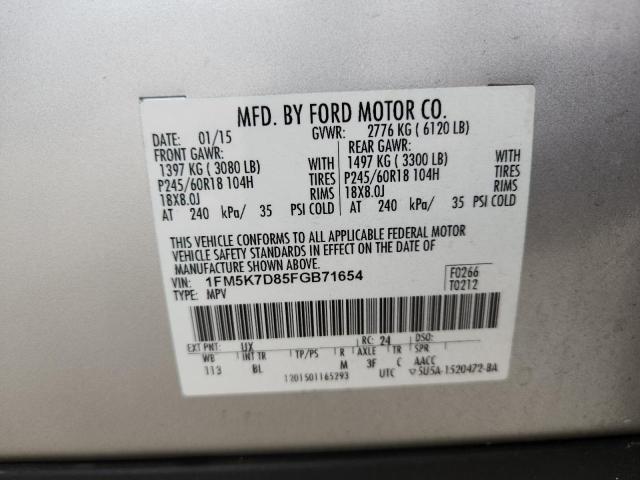 MFD. BY FORD MOTOR CO.
DATE: 01/15 GVWR: 2776 KG ( 6120 LB)
FRONT GAWR: REAR GAWR:
1397 KG ( 3080 LB) WITH 1497 KG ( 3300 LB) WITH
P245/60R18 104H TIRES P245/60R18 104H TIRES
18X8.0J RIMS 18X8.0J RIMS
AT 240 kPa/ 35 PSI COLD AT 240 kPa/ 35 PSI COLD
THIS VEHICLE CONFORMS TO ALL APPLICABLE FEDERAL MOTOR
VEHICLE SAFETY STANDARDS IN EFFECT ON THE DATE OF
MANUFACTURE SHOWN ABOVE.
VIN: 1FM5K7D85FGB71654 F0266
TYPE: MPV T0212
EXT PNT: UX RC: 24 DSO:
WB INT TR TP/PS R AXLE TR SPR
113 BL M 3F C AACC
1201501165293 UTC 5U5A-1520472-BA